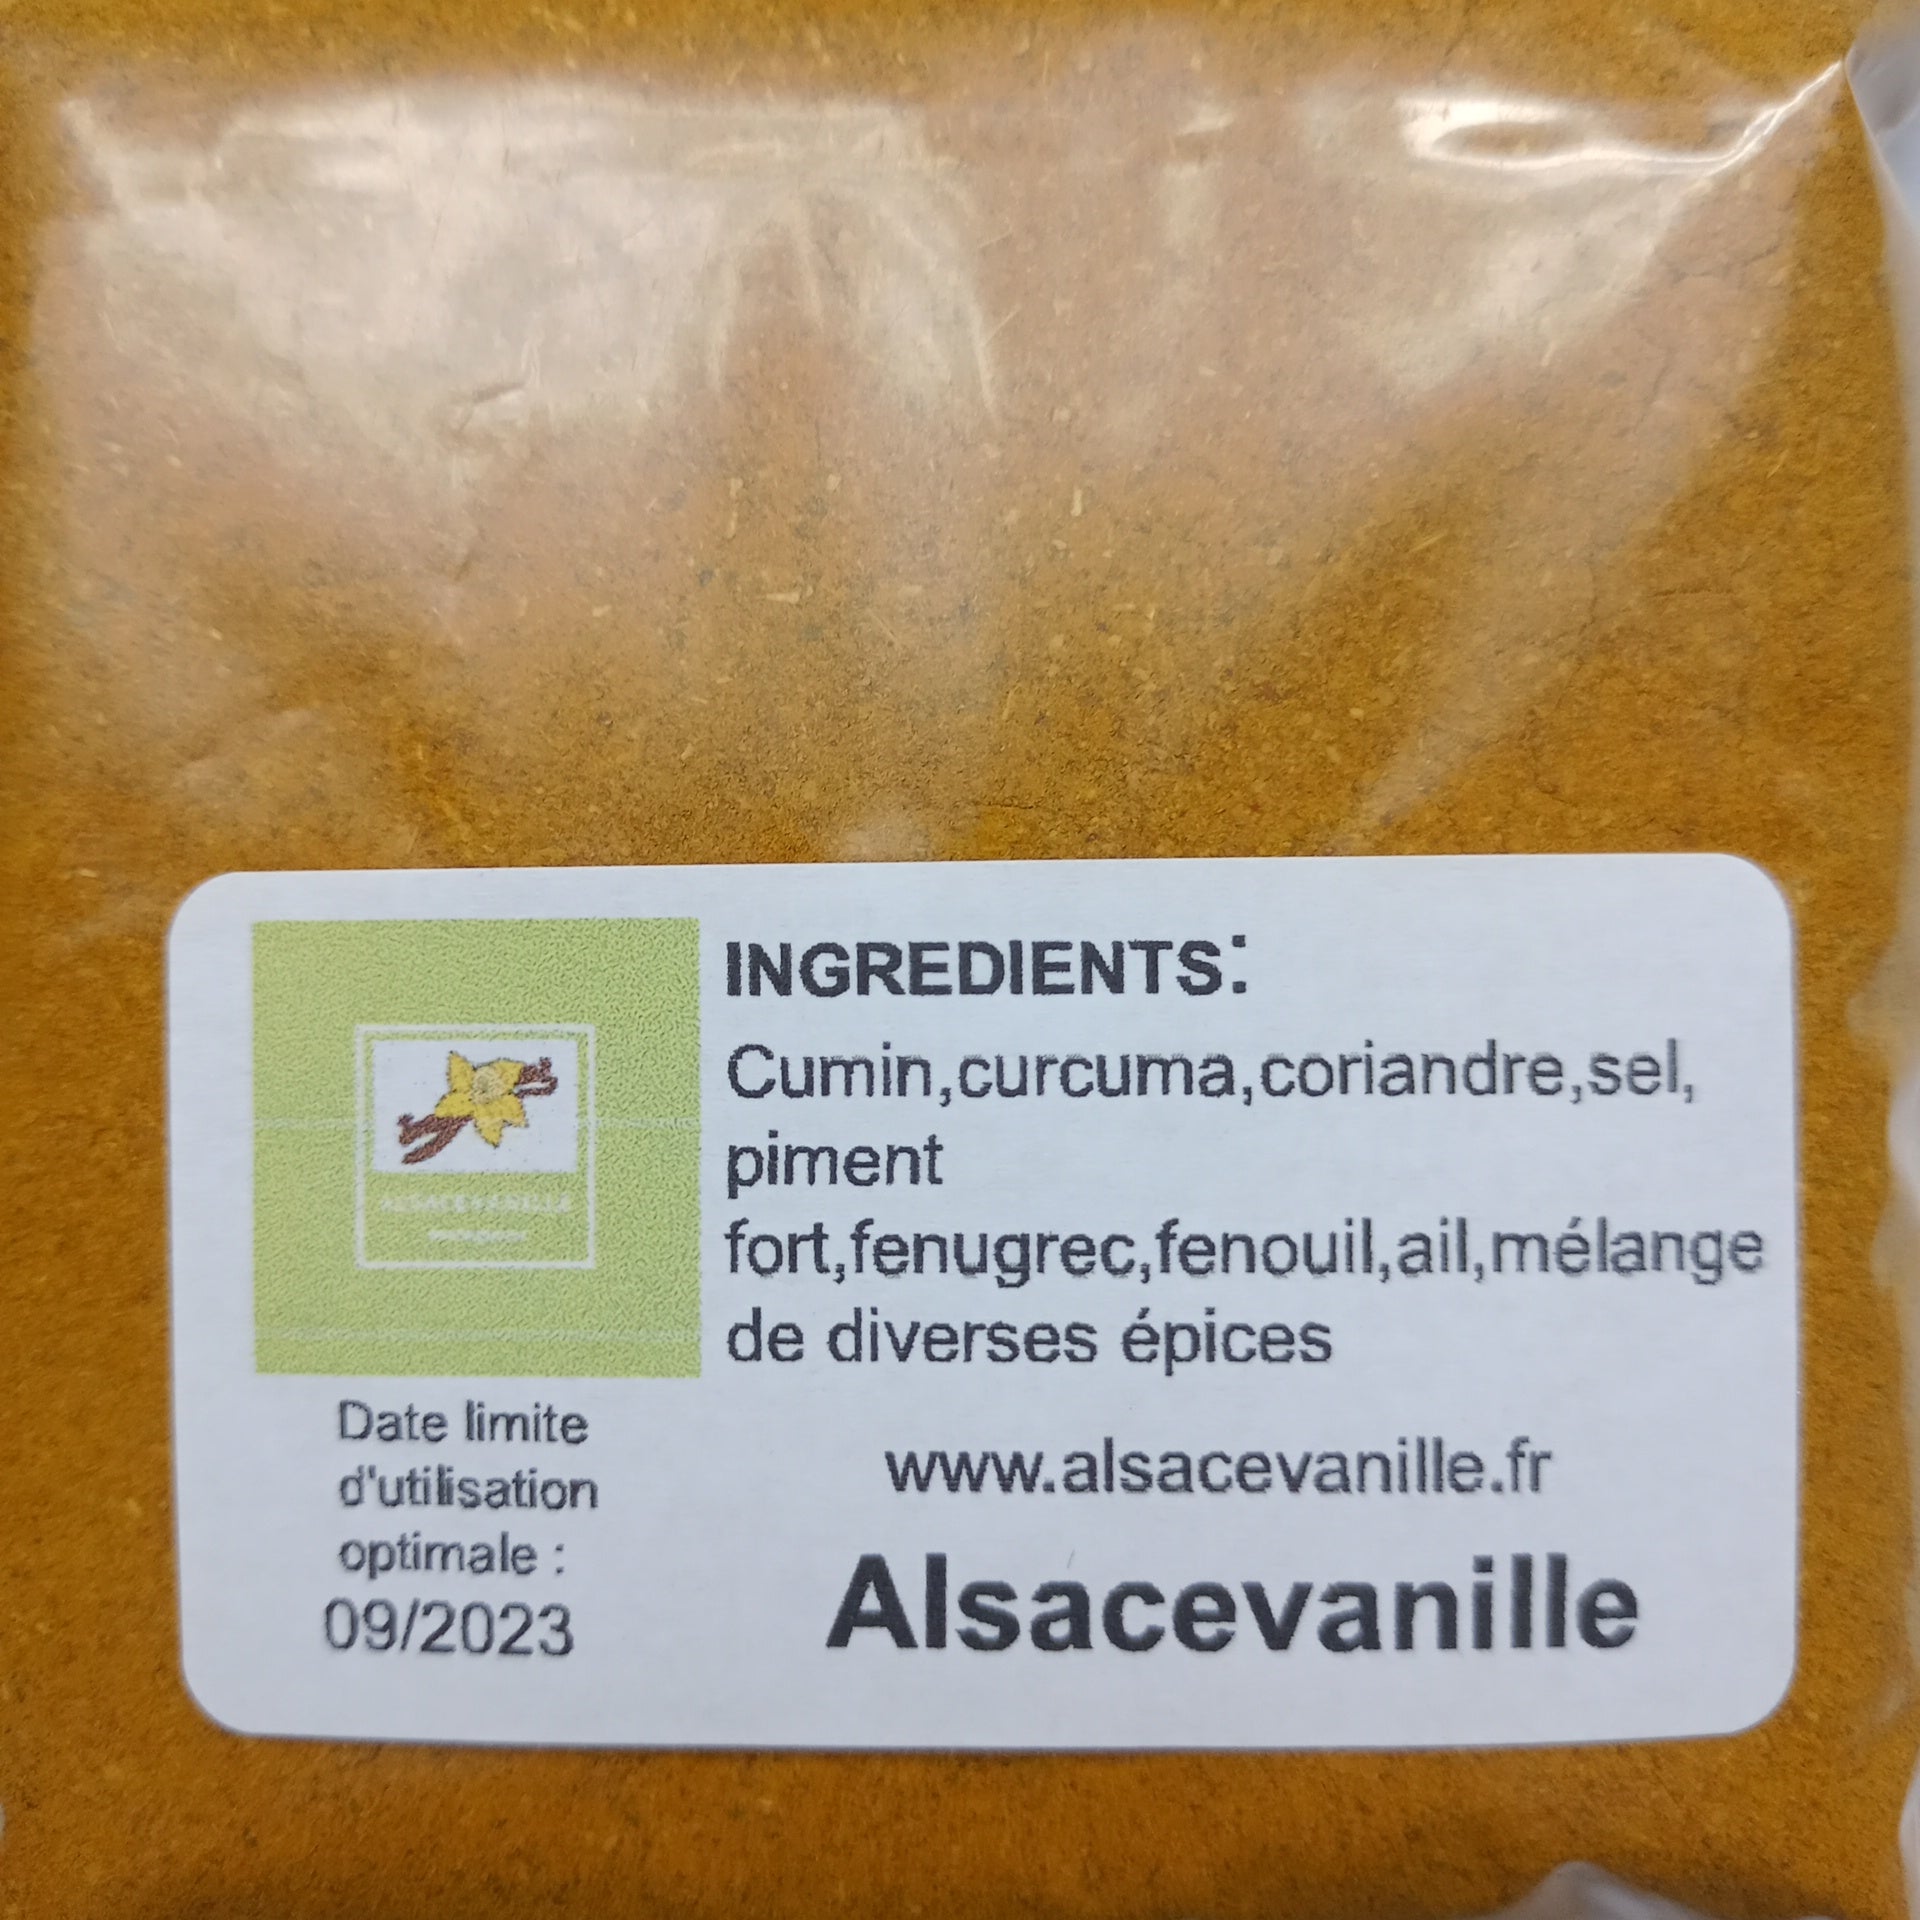 INGREDIENTS:
Cumin,curcuma,coriandre,sel,
piment
fort,fenugrec,fenouil,ail,mélange
de diverses épices
www.alsacevanille.fr
Alsacevanille
ALSACEVANILLE
Date limite
d'utilisation
optimale :
09/2023